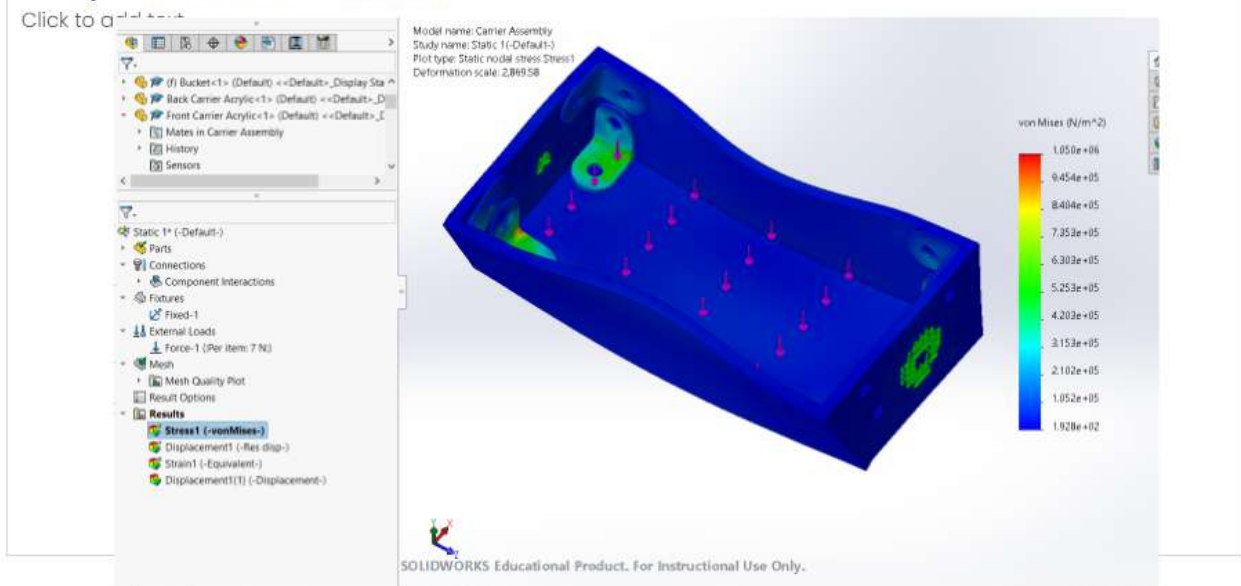 Click to add text
Model name: Carrier Assembly
Study name: Static 1(-Default-)
Plot type: Static nodal stress Stress1
Deformation scale: 2,869.58
(f) Bucket<1> (Default) <<Default>_Display Sta
Back Carrier Acrylic<1> (Default) <<Default>_D
Front Carrier Acrylic<1> (Default) <<Default>_D
Mates in Carrier Assembly
History
Sensors
Static 1* (-Default-)
Parts
Connections
Component Interactions
Fixtures
Fixed-1
External Loads
Force-1 (:Per item: 7 N:)
Mesh
Mesh Quality Plot
Result Options
Results
Stress1 (-vonMises-)
Displacement1 (-Res disp-)
Strain1 (-Equivalent-)
Displacement1(1) (-Displacement-)
von Mises (N/m^2)
1.050e+06
9.454e+05
8.404e+05
7.353e+05
6.303e+05
5.253e+05
4.203e+05
3.153e+05
2.102e+05
1.052e+05
1.928e+02
Y
X
Z
SOLIDWORKS Educational Product. For Instructional Use Only.